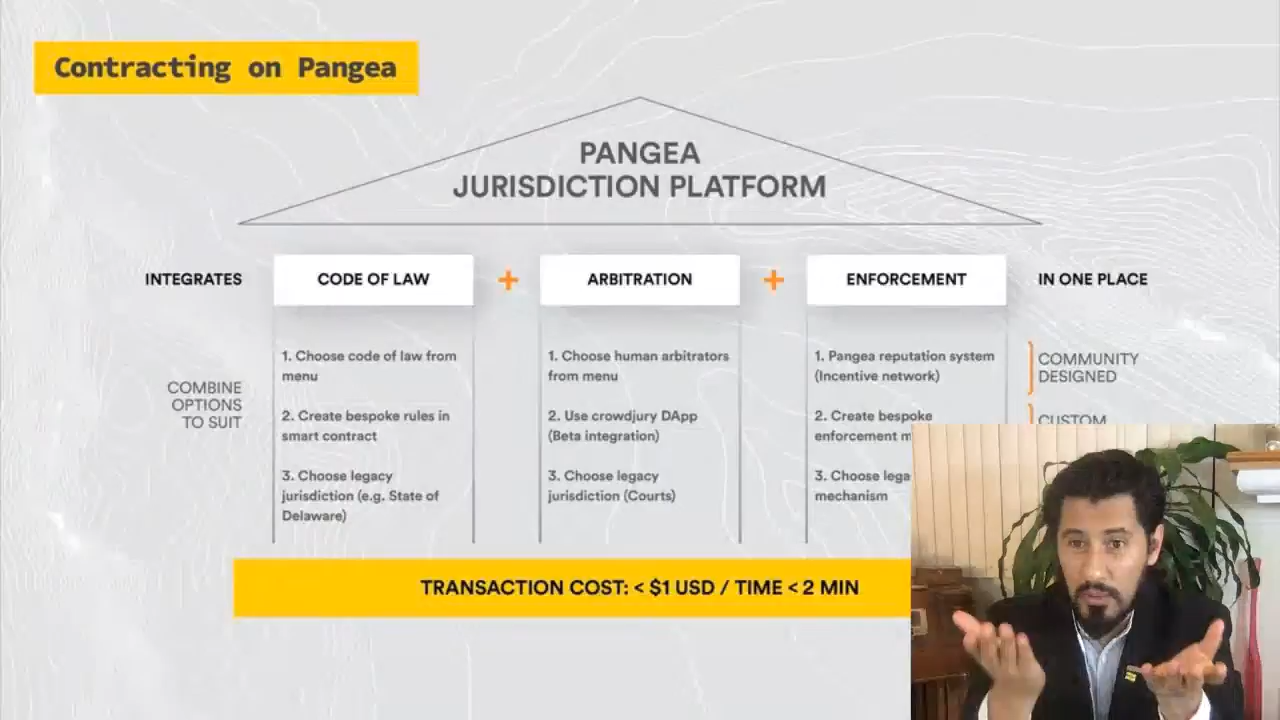 Contracting on Pangea
PANGEA
JURISDICTION PLATFORM
INTEGRATES
CODE OF LAW
+
ARBITRATION
+
ENFORCEMENT
IN ONE PLACE
COMBINE
OPTIONS
TO SUIT
1. Choose code of law from
menu
2. Create bespoke rules in
smart contract
3. Choose legacy
jurisdiction (e.g. State of
Delaware)
1. Choose human arbitrators
from menu
2. Use crowdjury DApp
(Beta integration)
3. Choose legacy
jurisdiction (Courts)
1. Pangea reputation system
(Incentive network)
2. Create bespoke
enforcement
3. Choose
mechanism
COMMUNITY
DESIGNED
CUSTOM
TRANSACTION COST: < $1 USD / TIME < 2 MIN